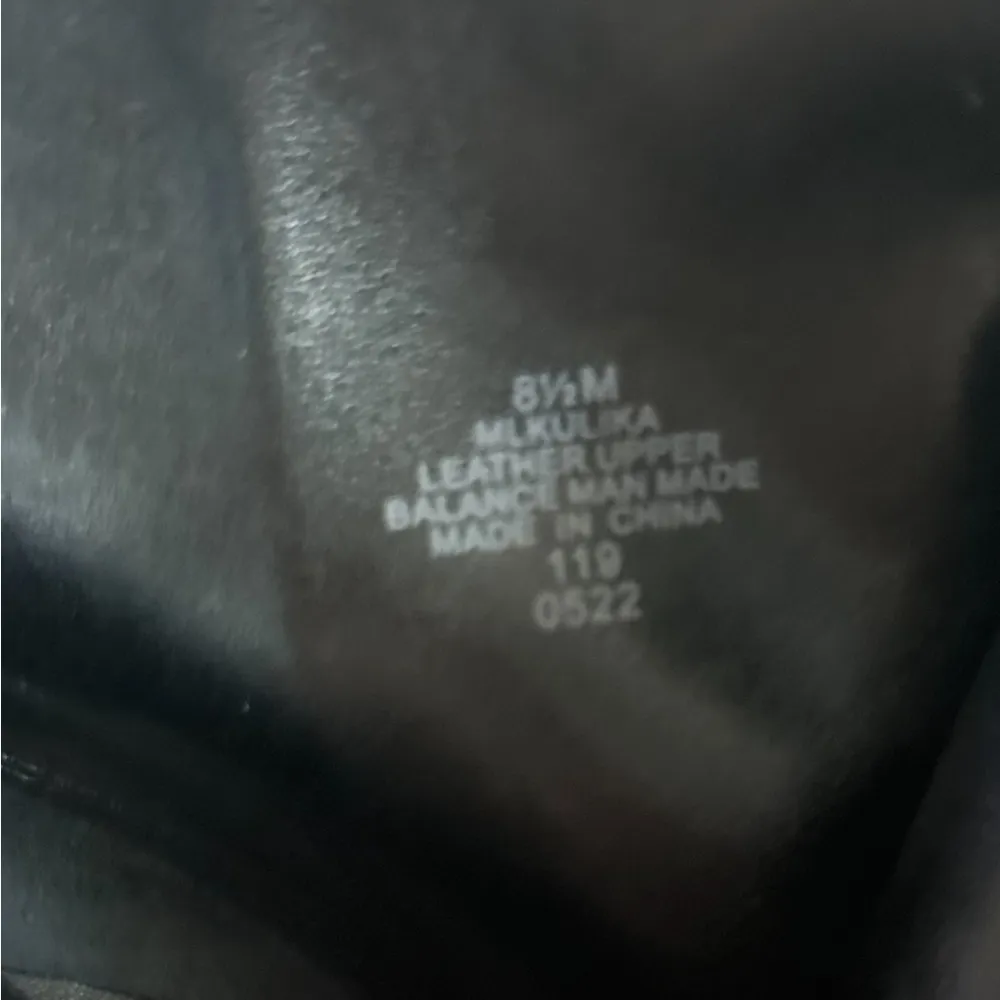 8½M
MLKULIKA
LEATHER UPPER
BALANCE MAN MADE
MADE IN CHINA
119
0522